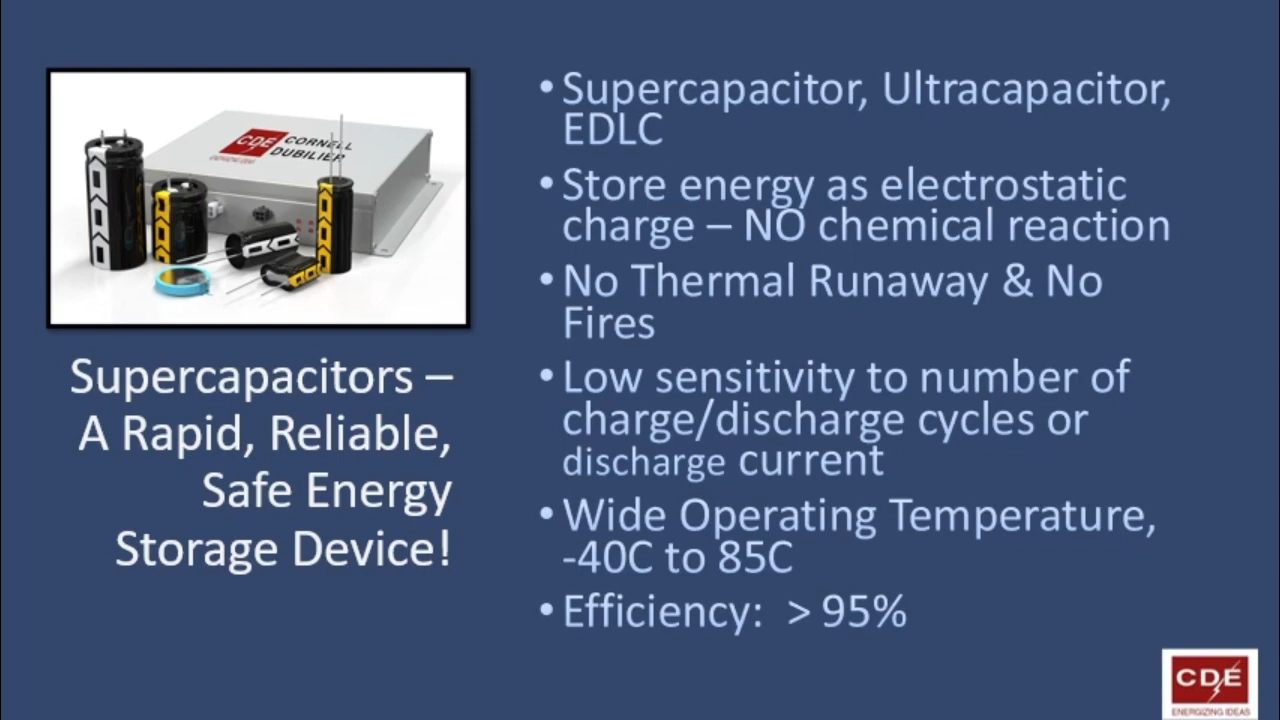 CDE CORNELL
DUBILIER
ENERGIZING IDEAS
Supercapacitors –
A Rapid, Reliable,
Safe Energy
Storage Device!
• Supercapacitor, Ultracapacitor,
EDLC
• Store energy as electrostatic
charge – NO chemical reaction
• No Thermal Runaway & No
Fires
• Low sensitivity to number of
charge/discharge cycles or
discharge current
• Wide Operating Temperature,
-40C to 85C
• Efficiency:  > 95%
CDE
ENERGIZING IDEAS